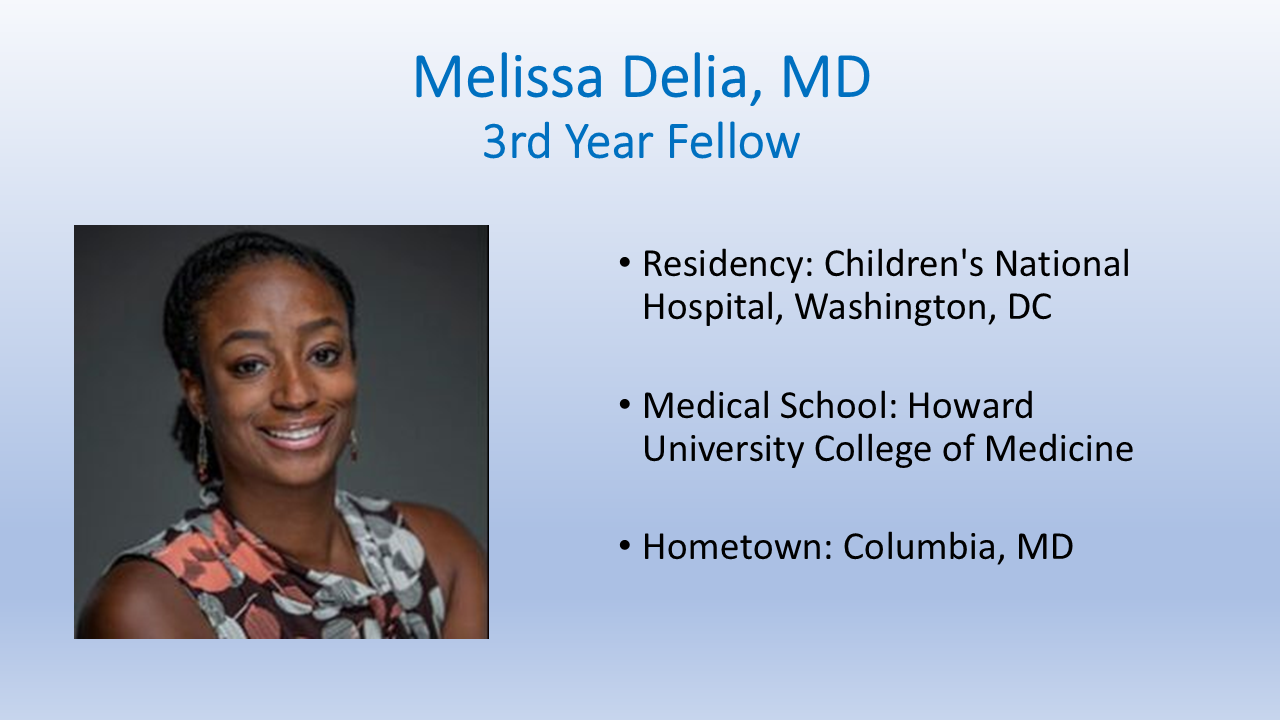 Melissa Delia, MD
3rd Year Fellow
• Residency: Children's National
Hospital, Washington, DC
• Medical School: Howard
University College of Medicine
• Hometown: Columbia, MD